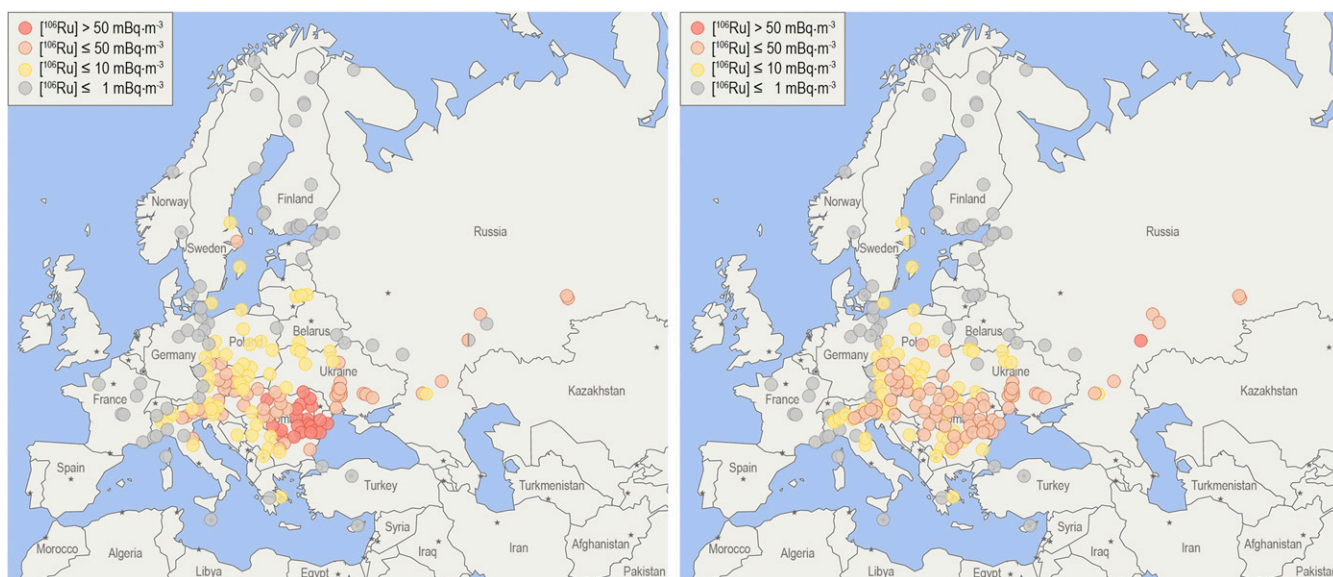 [¹⁰⁶Ru] > 50 mBq·m⁻³
[¹⁰⁶Ru] ≤ 50 mBq·m⁻³
[¹⁰⁶Ru] ≤ 10 mBq·m⁻³
[¹⁰⁶Ru] ≤ 1 mBq·m⁻³
Norway
Finland
Sweden
Russia
Belarus
Germany
Ukraine
Kazakhstan
France
Spain
Turkey
Turkmenistan
Syria
Morocco
Algeria
Iraq
Iran
Afghanistan
Libya
Egypt
Pakistan
[¹⁰⁶Ru] > 50 mBq·m⁻³
[¹⁰⁶Ru] ≤ 50 mBq·m⁻³
[¹⁰⁶Ru] ≤ 10 mBq·m⁻³
[¹⁰⁶Ru] ≤ 1 mBq·m⁻³
Norway
Finland
Sweden
Russia
Belarus
Germany
Ukraine
Kazakhstan
France
Spain
Turkey
Turkmenistan
Syria
Morocco
Algeria
Iraq
Iran
Afghanistan
Libya
Egypt
Pakistan